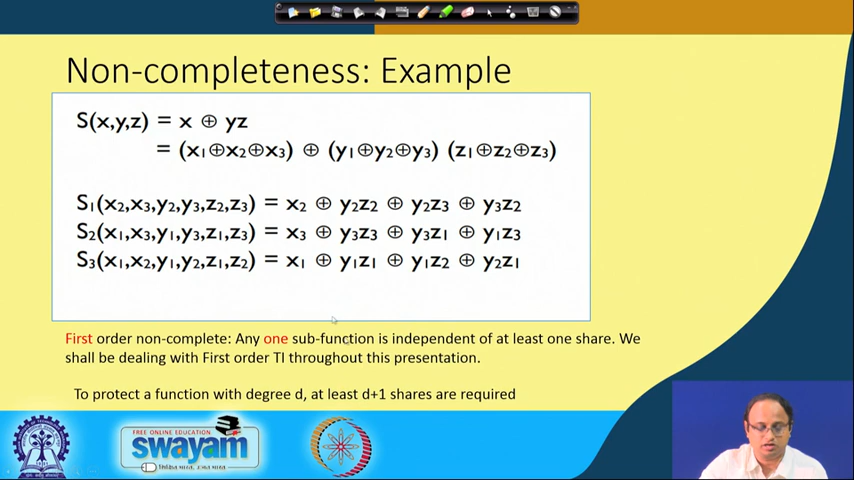 Non-completeness: Example
S(x,y,z) = x ⊕ yz
= (x₁⊕x₂⊕x₃) ⊕ (y₁⊕y₂⊕y₃) (z₁⊕z₂⊕z₃)
S₁(x₂,x₃,y₂,y₃,z₂,z₃) = x₂ ⊕ y₂z₂ ⊕ y₂z₃ ⊕ y₃z₂
S₂(x₁,x₃,y₁,y₃,z₁,z₃) = x₃ ⊕ y₃z₃ ⊕ y₃z₁ ⊕ y₁z₃
S₃(x₁,x₂,y₁,y₂,z₁,z₂) = x₁ ⊕ y₁z₁ ⊕ y₁z₂ ⊕ y₂z₁
First order non-complete: Any one sub-function is independent of at least one share. We
shall be dealing with First order TI throughout this presentation.
To protect a function with degree d, at least d+1 shares are required
FREE ONLINE EDUCATION
swayam